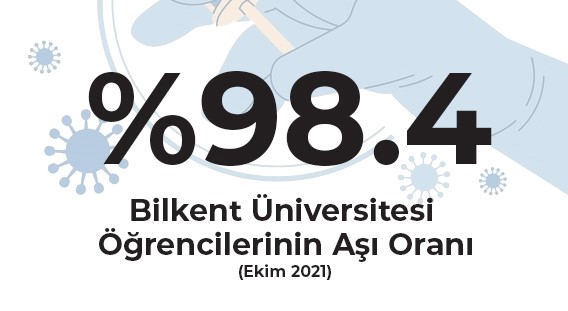 %98.4
Bilkent Üniversitesi
Öğrencilerinin Aşı Oranı
(Ekim 2021)